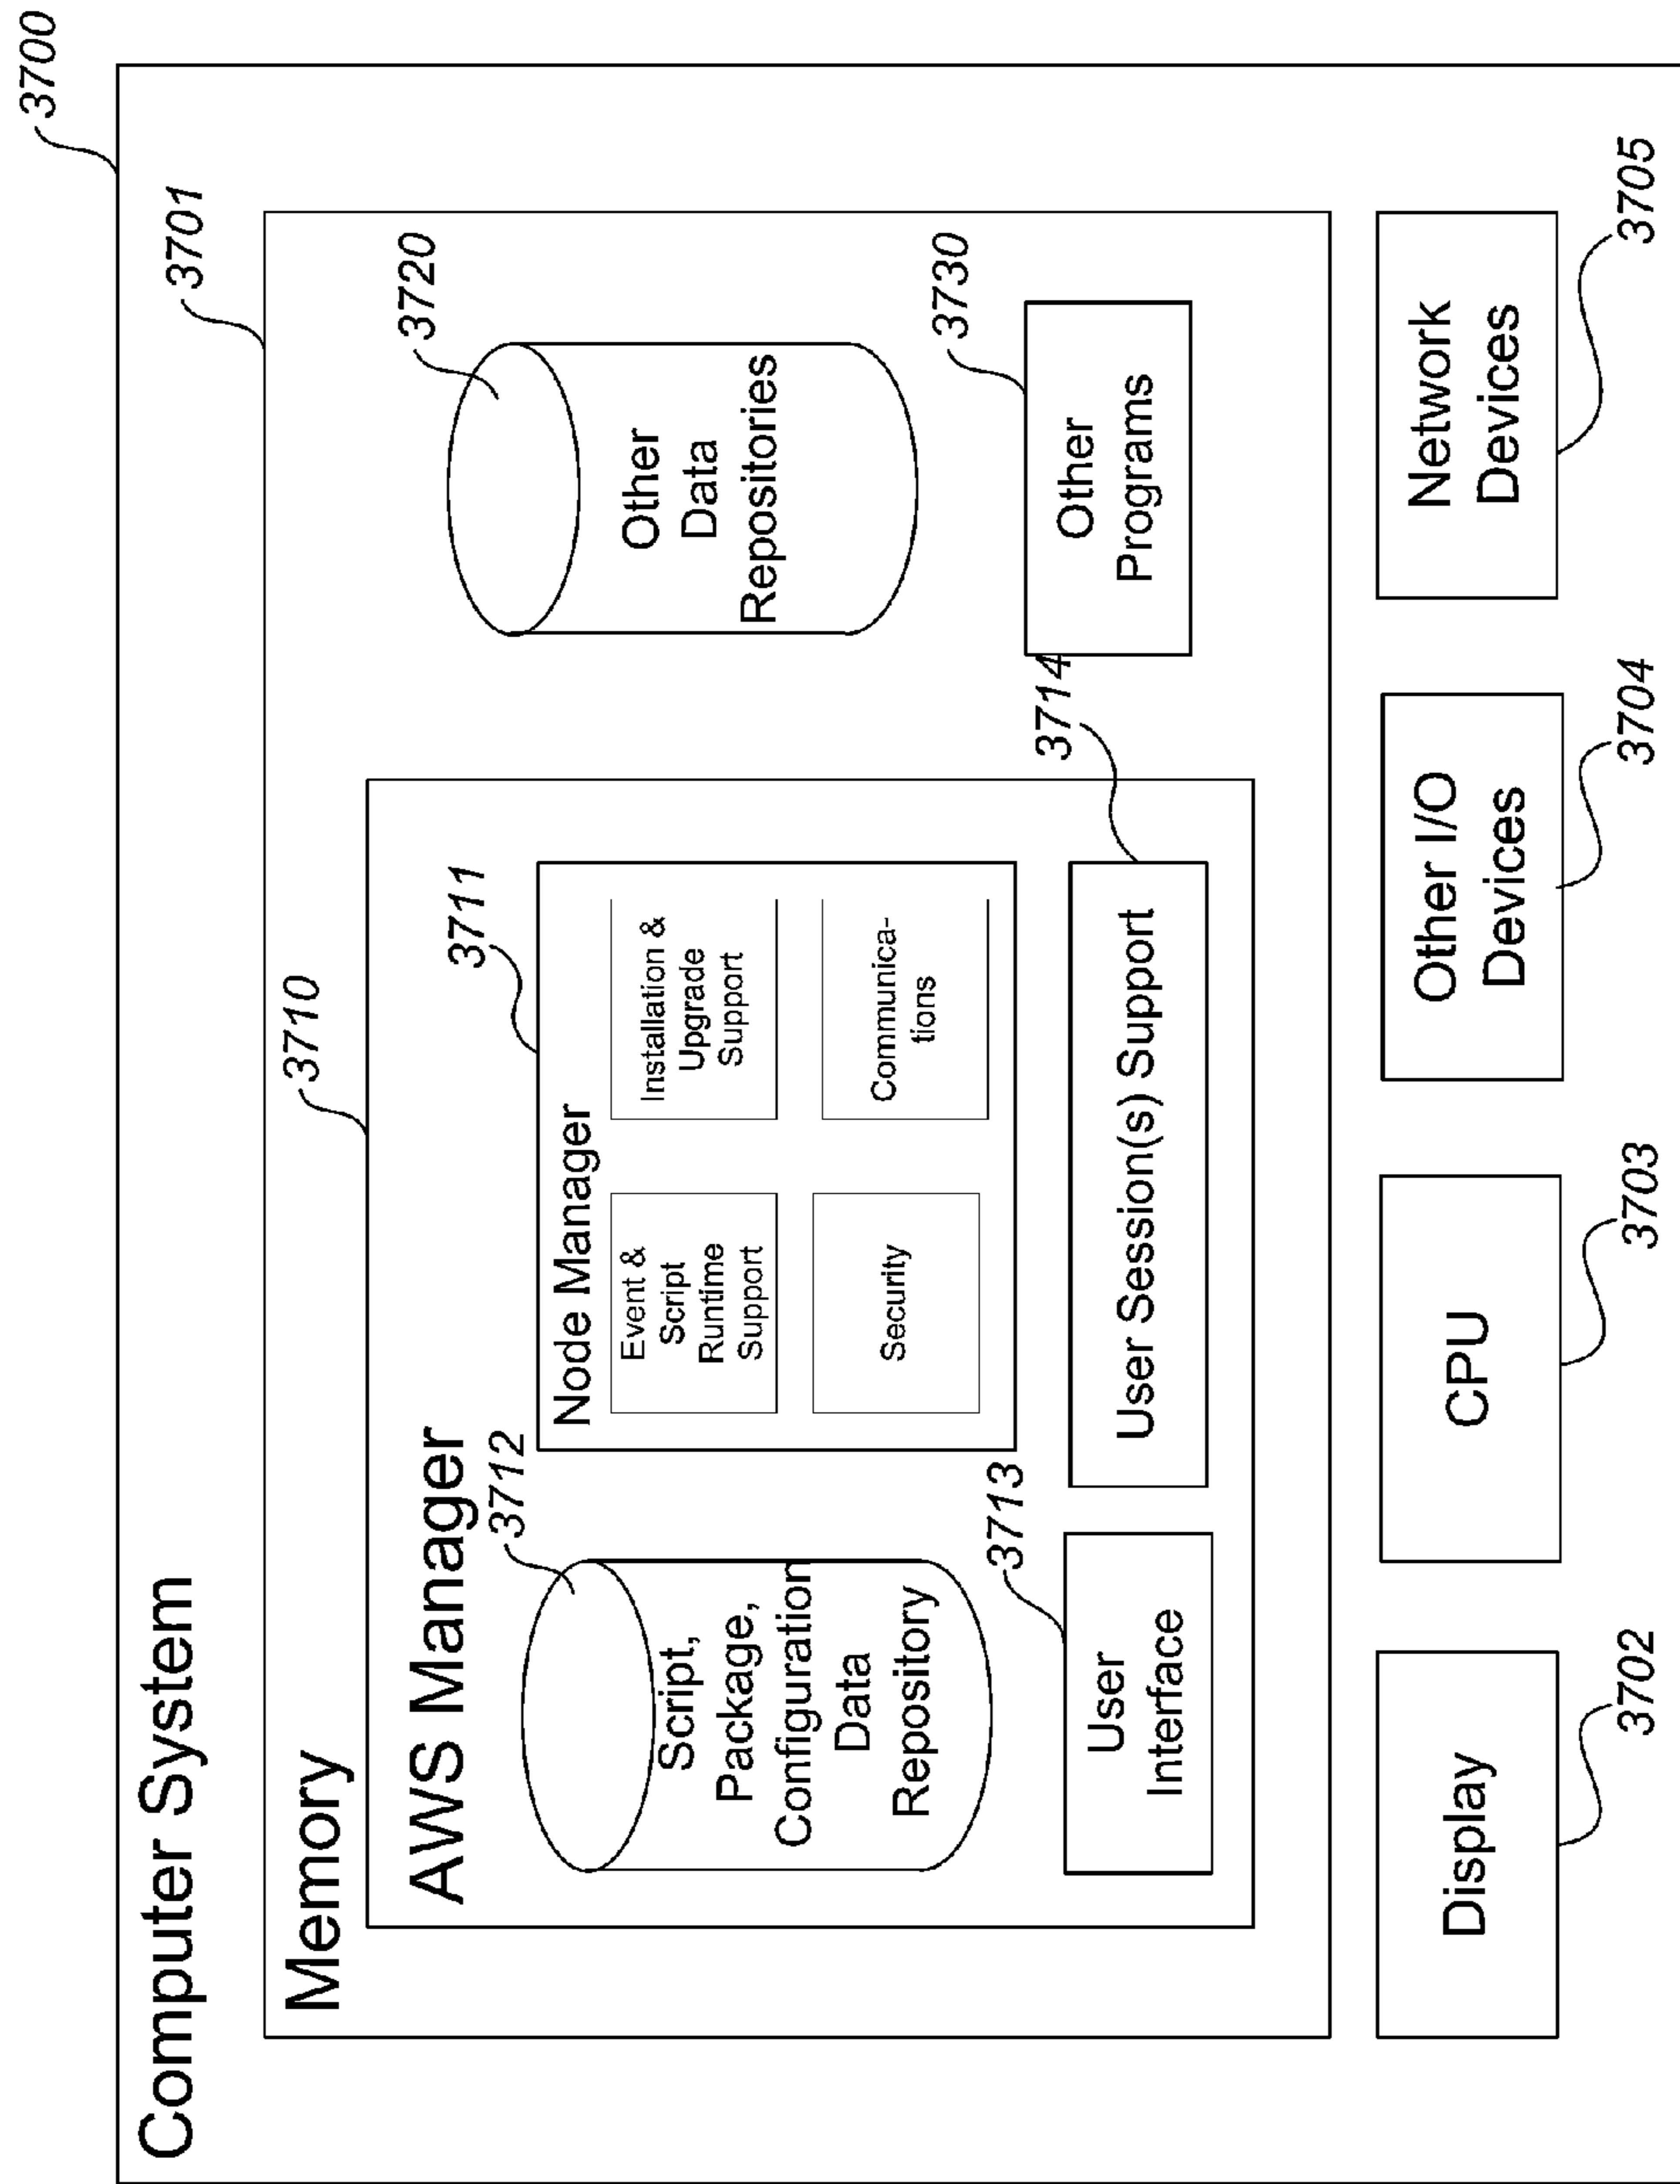 3700
Computer System
3701
Memory
3710
AWS Manager
3712
Script,
Package,
Configuration
Data
Repository
3711
Node Manager
Event &
Script
Runtime
Support
Installation &
Upgrade
Support
Security
Communica-
tions
3713
User
Interface
3714
User Session(s) Support
3720
Other
Data
Repositories
3730
Other
Programs
Display
3702
CPU
3703
Other I/O
Devices
3704
Network
Devices
3705